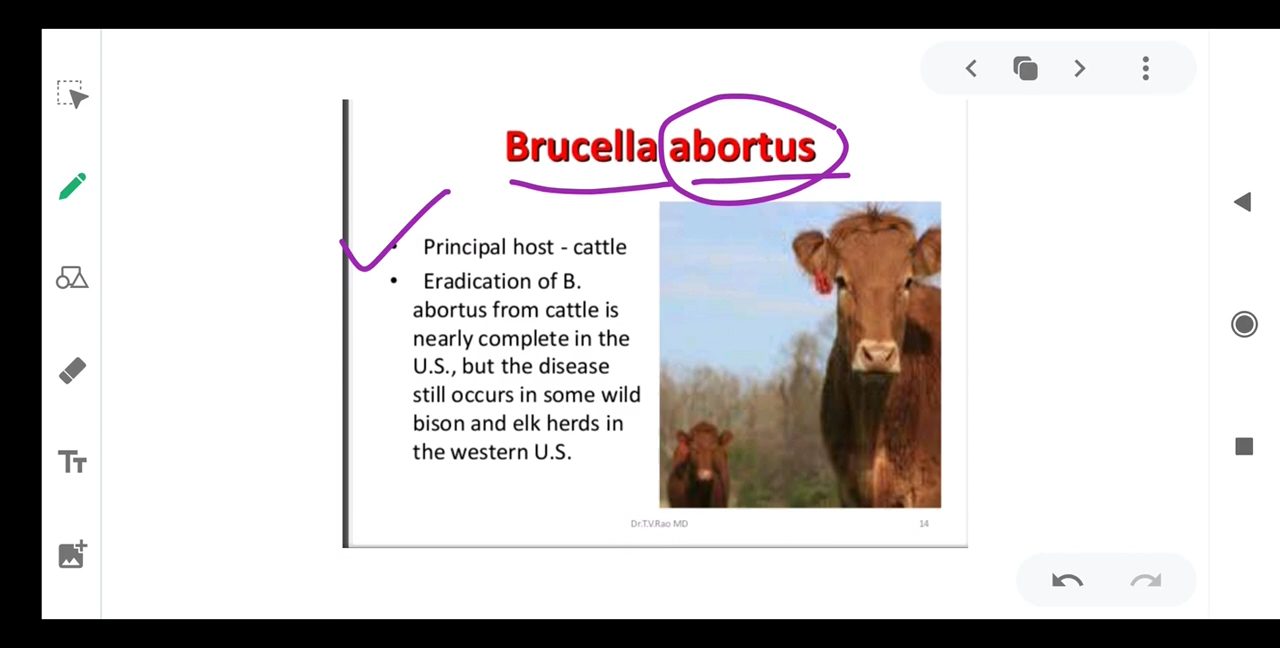 Brucella abortus
• Principal host - cattle
• Eradication of B.
abortus from cattle is
nearly complete in the
U.S., but the disease
still occurs in some wild
bison and elk herds in
the western U.S.
Dr.T.V.Rao MD
14
TT